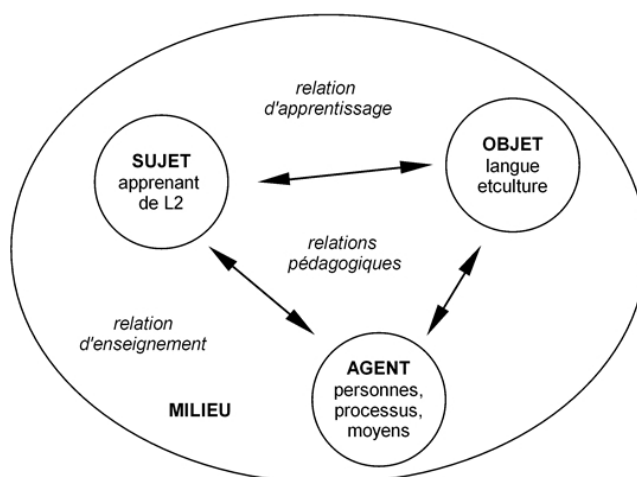 relation
d'apprentissage
SUJET
apprenant
de L2
OBJET
langue
etculture
relations
pédagogiques
relation
d'enseignement
MILIEU
AGENT
personnes,
processus,
moyens